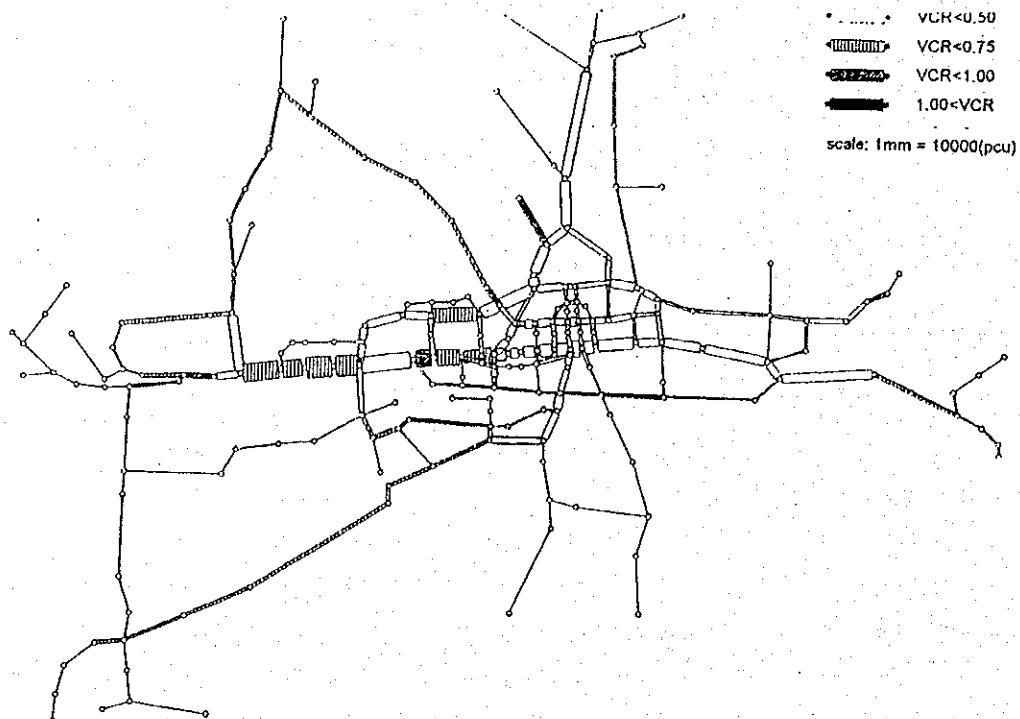 VCR<0.50
VCR<0.75
VCR<1.00
1.00<VCR
scale: 1mm = 10000(pcu)